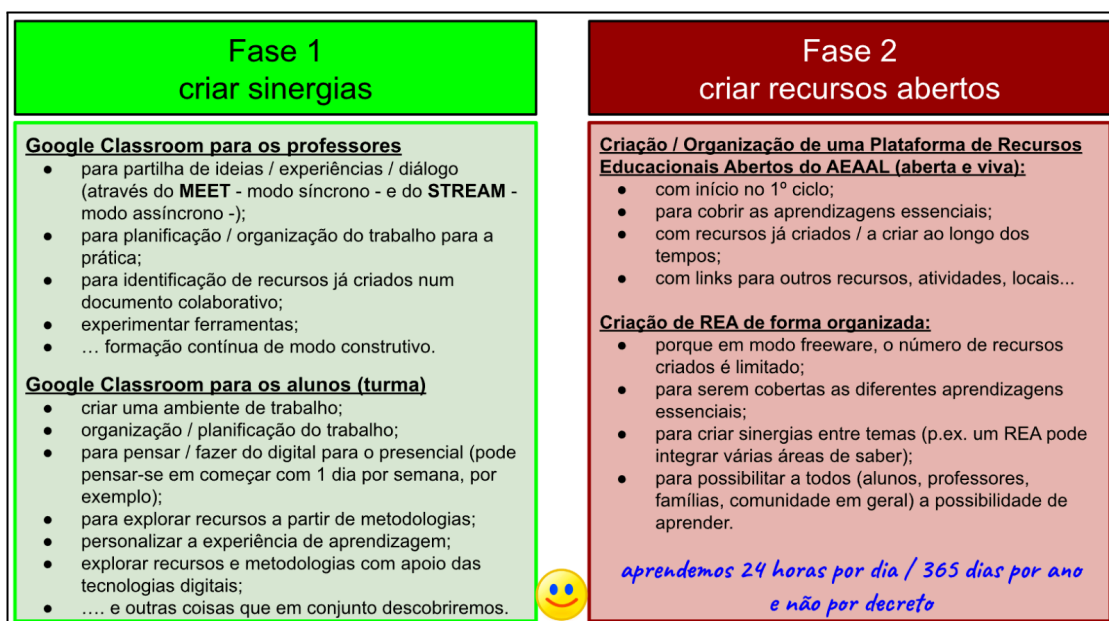 Fase 1
criar sinergias
Google Classroom para os professores
● para partilha de ideias / experiências / diálogo
(através do MEET - modo síncrono - e do STREAM -
modo assíncrono -);
● para planificação / organização do trabalho para a
prática;
● para identificação de recursos já criados num
documento colaborativo;
● experimentar ferramentas;
● … formação contínua de modo construtivo.
Google Classroom para os alunos (turma)
● criar uma ambiente de trabalho;
● organização / planificação do trabalho;
● para pensar / fazer do digital para o presencial (pode
pensar-se em começar com 1 dia por semana, por
exemplo);
● para explorar recursos a partir de metodologias;
● personalizar a experiência de aprendizagem;
● explorar recursos e metodologias com apoio das
tecnologias digitais;
● …. e outras coisas que em conjunto descobriremos.
Fase 2
criar recursos abertos
Criação / Organização de uma Plataforma de Recursos
Educacionais Abertos do AEAAL (aberta e viva):
● com início no 1º ciclo;
● para cobrir as aprendizagens essenciais;
● com recursos já criados / a criar ao longo dos
tempos;
● com links para outros recursos, atividades, locais...
Criação de REA de forma organizada:
● porque em modo freeware, o número de recursos
criados é limitado;
● para serem cobertas as diferentes aprendizagens
essenciais;
● para criar sinergias entre temas (p.ex. um REA pode
integrar várias áreas de saber);
● para possibilitar a todos (alunos, professores,
famílias, comunidade em geral) a possibilidade de
aprender.
aprendemos 24 horas por dia / 365 dias por ano
e não por decreto